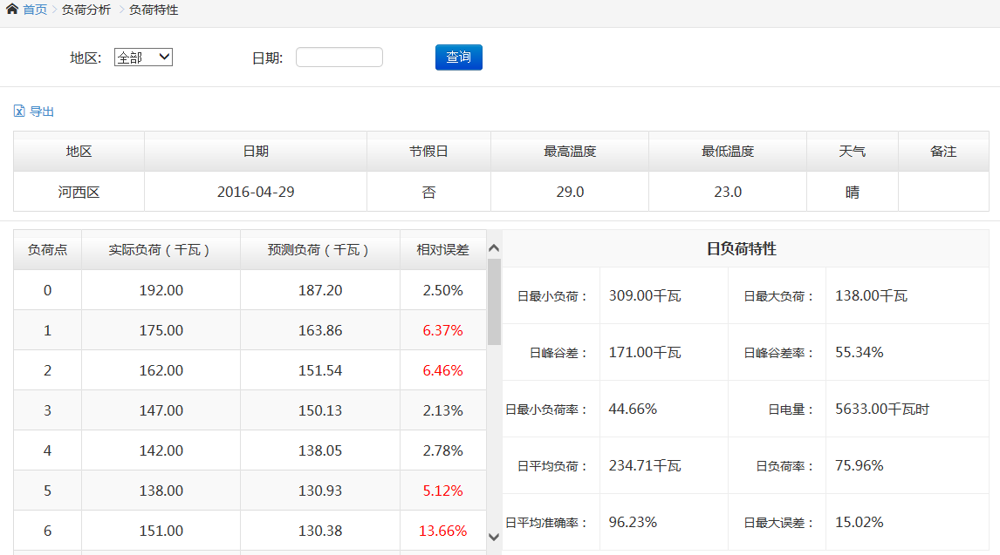 首页 > 负荷分析 > 负荷特性
地区: 全部 日期: 查询
导出
地区 日期 节假日 最高温度 最低温度 天气 备注
河西区 2016-04-29 否 29.0 23.0 晴
负荷点 实际负荷（千瓦） 预测负荷（千瓦） 相对误差
0 192.00 187.20 2.50%
1 175.00 163.86 6.37%
2 162.00 151.54 6.46%
3 147.00 150.13 2.13%
4 142.00 138.05 2.78%
5 138.00 130.93 5.12%
6 151.00 130.38 13.66%
日负荷特性
日最小负荷： 309.00千瓦 日最大负荷： 138.00千瓦
日峰谷差： 171.00千瓦 日峰谷差率： 55.34%
日最小负荷率： 44.66% 日电量： 5633.00千瓦时
日平均负荷： 234.71千瓦 日负荷率： 75.96%
日平均准确率： 96.23% 日最大误差： 15.02%